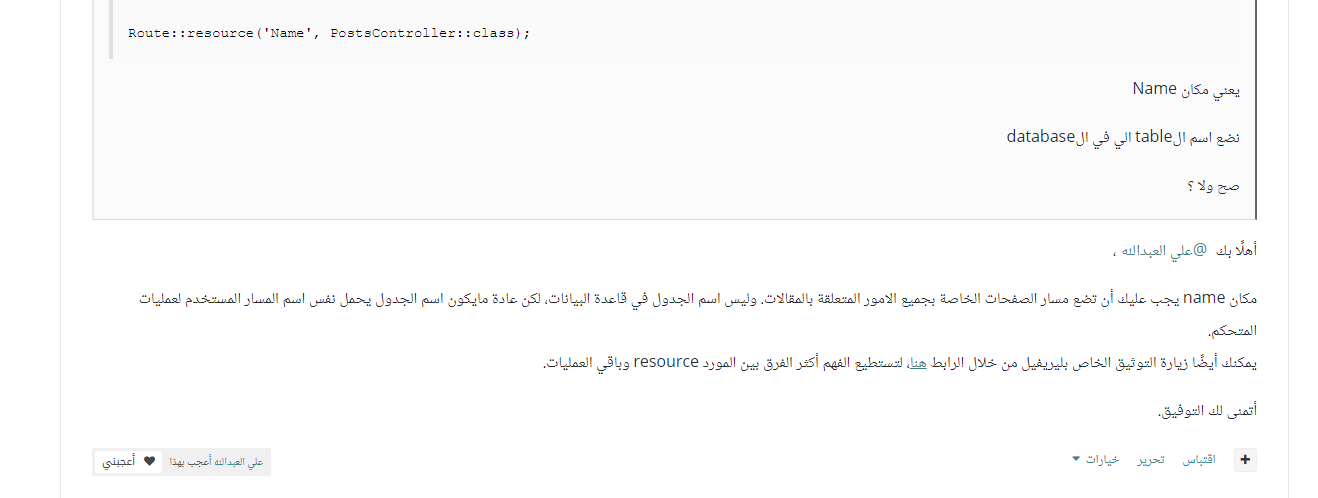 Route::resource('Name', PostsController::class);
يعني مكان Name
نضع اسم الtable الي في الdatabase
صح ولا ؟
أهلًا بك @علي العبدالله ،
مكان name يجب عليك أن تضع مسار الصفحات الخاصة بجميع الامور المتعلقة بالمقالات. وليس اسم الجدول في قاعدة البيانات، لكن عادة مايكون اسم الجدول يحمل نفس اسم المسار المستخدم لعمليات
المتحكم.
يمكنك أيضًا زيارة التوثيق الخاص بليريفيل من خلال الرابط هنا، لتستطيع الفهم أكثر الفرق بين المورد resource وباقي العمليات.
أتمنى لك التوفيق.
+ اقتباس تحرير خيارات
علي العبدالله أعجب بهذا أعجبني